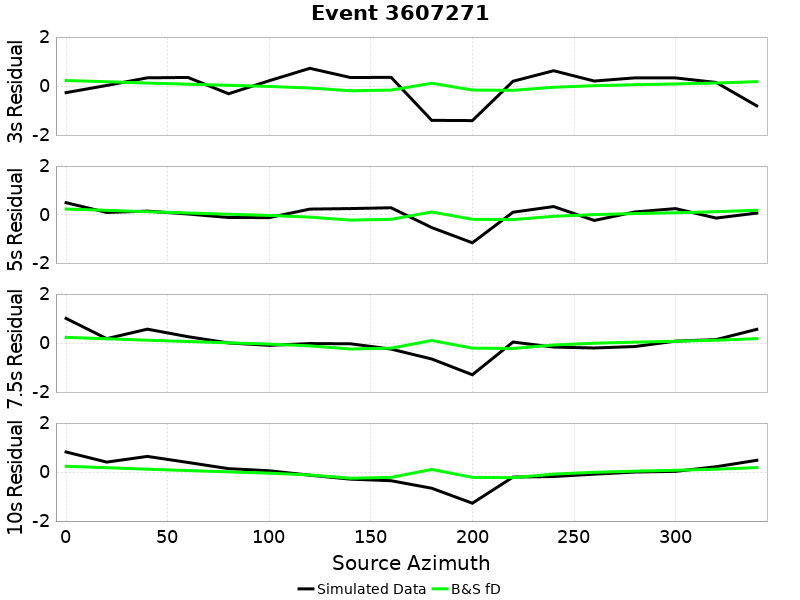 Event 3607271
3s Residual
2
0
-2
5s Residual
2
0
-2
7.5s Residual
2
0
-2
10s Residual
2
0
-2
0 50 100 150 200 250 300
Source Azimuth
Simulated Data B&S fD